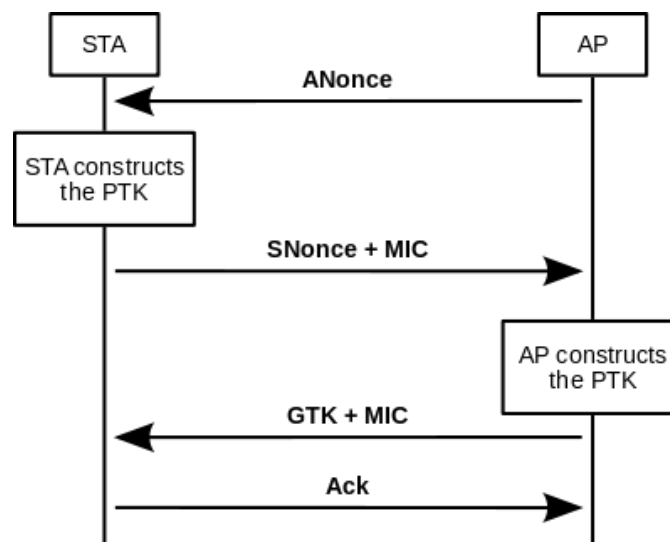 STA
AP
ANonce
STA constructs
the PTK
SNonce + MIC
AP constructs
the PTK
GTK + MIC
Ack